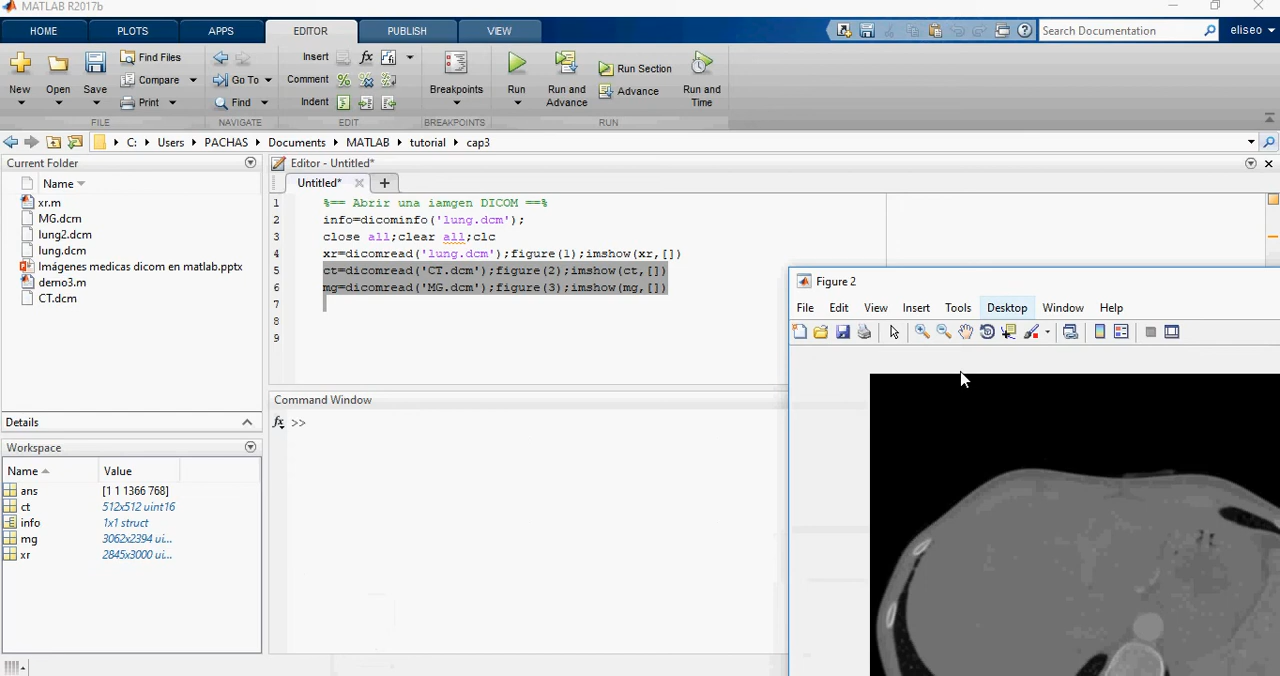 MATLAB R2017b
HOME PLOTS APPS EDITOR PUBLISH VIEW Search Documentation eliseo
New Open Save Find Files Compare Print
Go To Find
Insert fx
Comment
Indent
Breakpoints Run Run and Advance Run Section Advance Run and Time
FILE NAVIGATE EDIT BREAKPOINTS RUN
C: Users PACHAS Documents MATLAB tutorial cap3
Current Folder
Name
xr.m
MG.dcm
lung2.dcm
lung.dcm
Imágenes medicas dicom en matlab.pptx
demo3.m
CT.dcm
Details
Workspace
Name Value
ans [1 1 1366 768]
ct 512x512 uint16
info 1x1 struct
mg 3062x2394 ui...
xr 2845x3000 ui...
Editor - Untitled*
Untitled*
1 %== Abrir una iamgen DICOM ==%
2 info=dicominfo('lung.dcm');
3 close all;clear all;clc
4 xr=dicomread('lung.dcm');figure(1);imshow(xr,[])
5 ct=dicomread('CT.dcm');figure(2);imshow(ct,[])
6 mg=dicomread('MG.dcm');figure(3);imshow(mg,[])
7
8
9
Command Window
fx >>
Figure 2
File Edit View Insert Tools Desktop Window Help